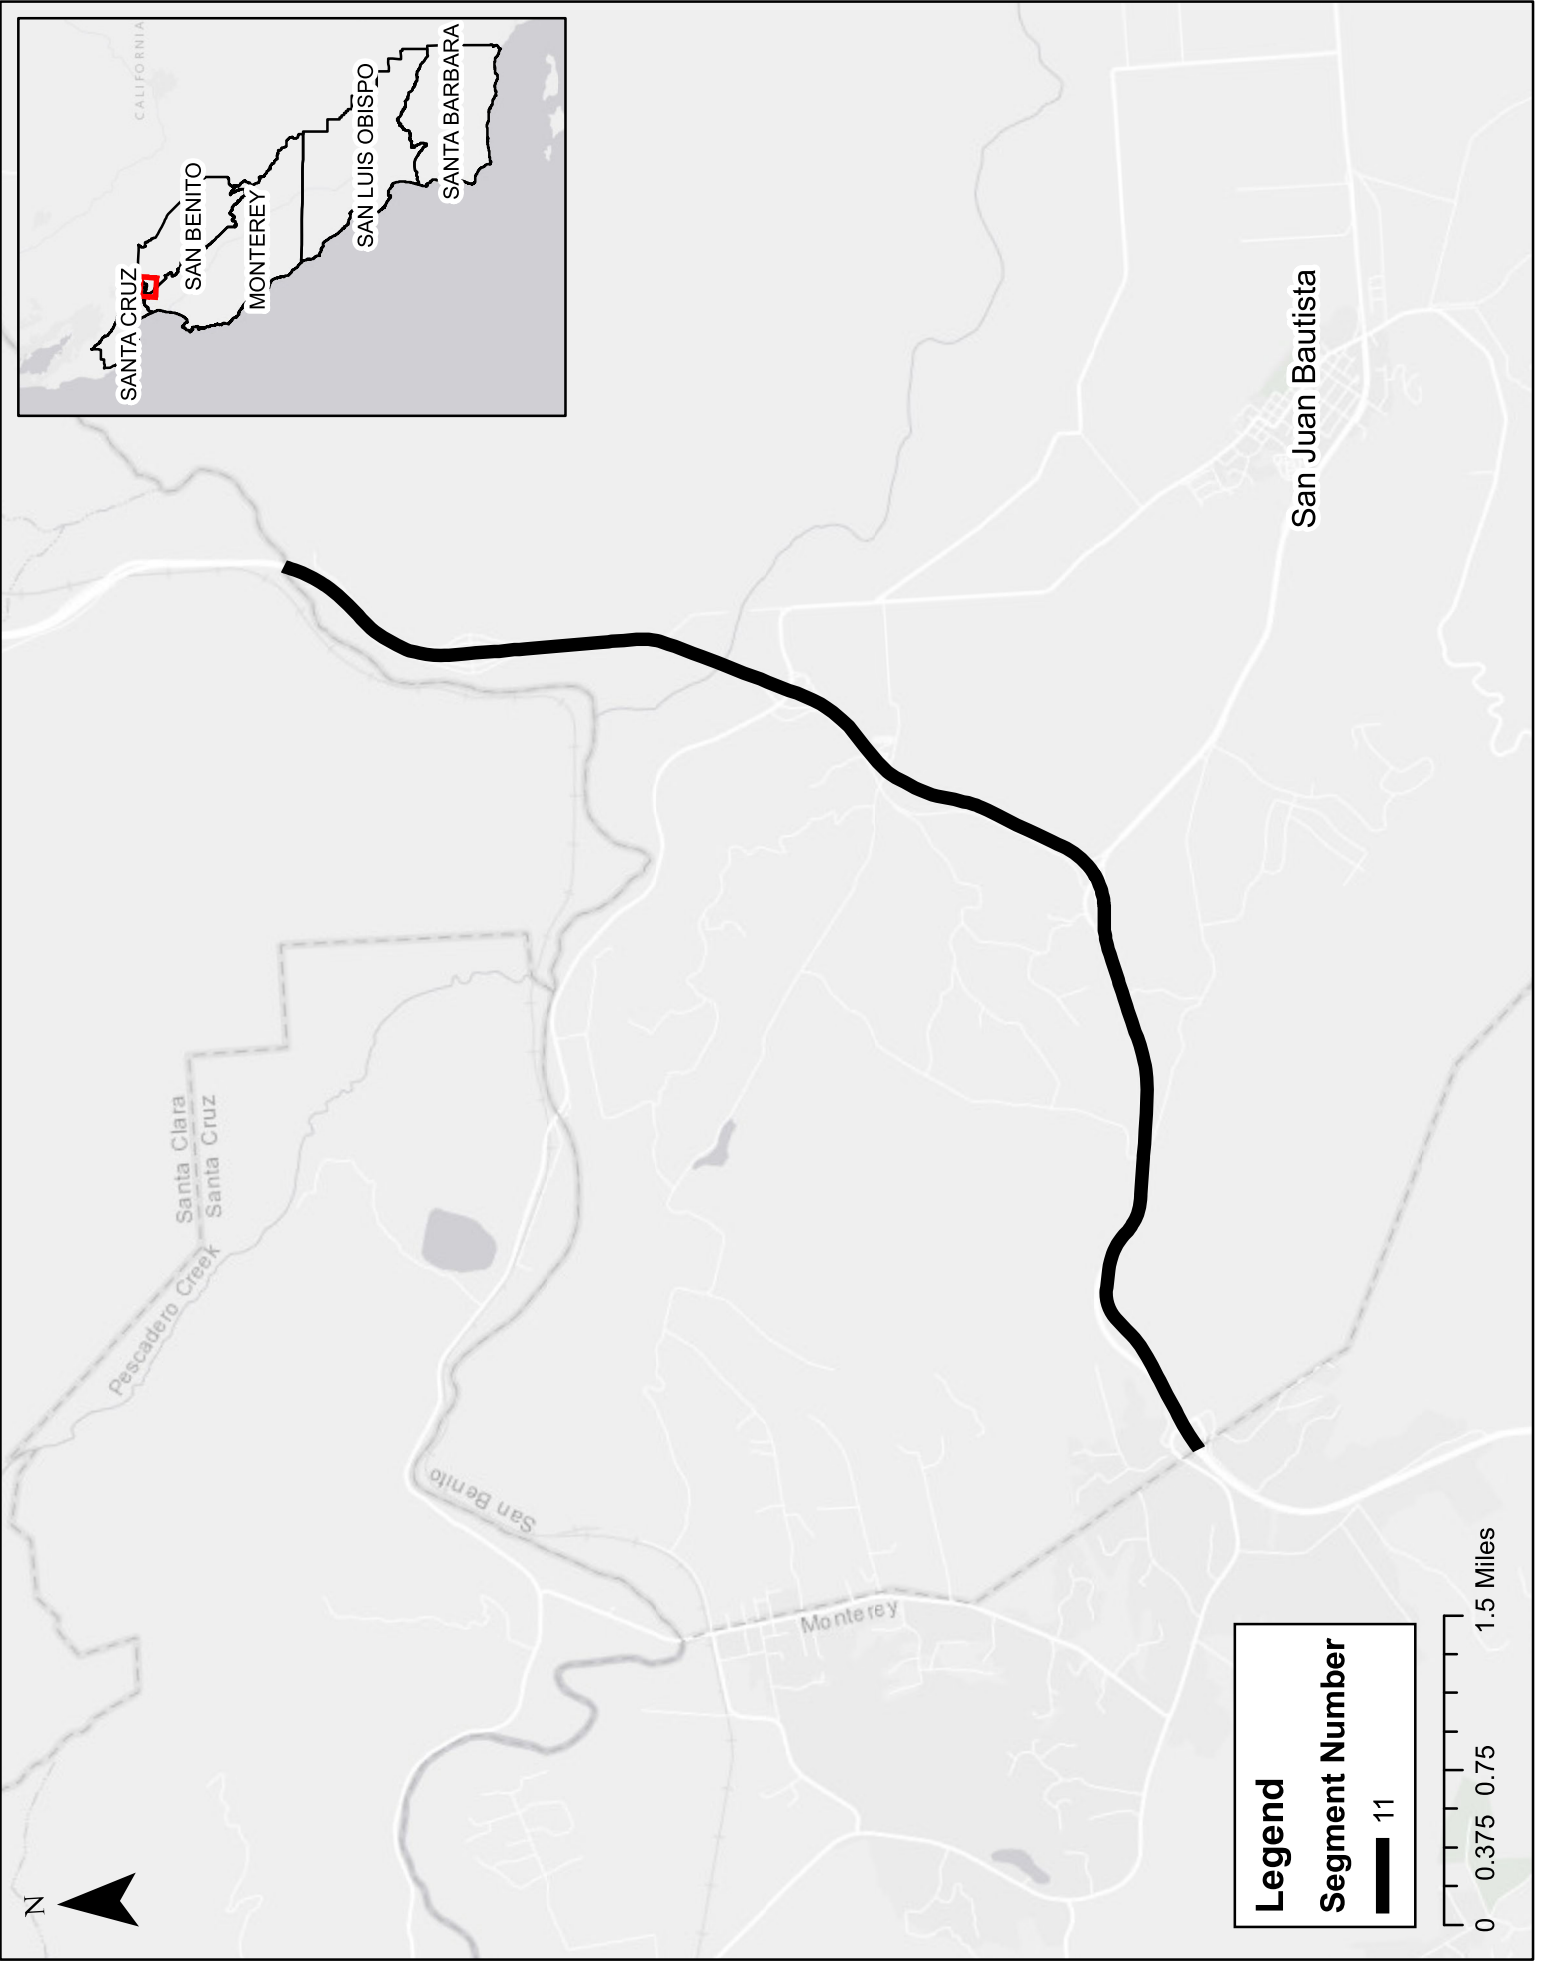 CALIFORNIA
SANTA CRUZ
SAN BENITO
MONTEREY
SAN LUIS OBISPO
SANTA BARBARA
Santa Clara
Santa Cruz
Pescadero Creek
San Benito
Monterey
San Juan Bautista
N
Legend
Segment Number
11
0 0.375 0.75 1.5 Miles